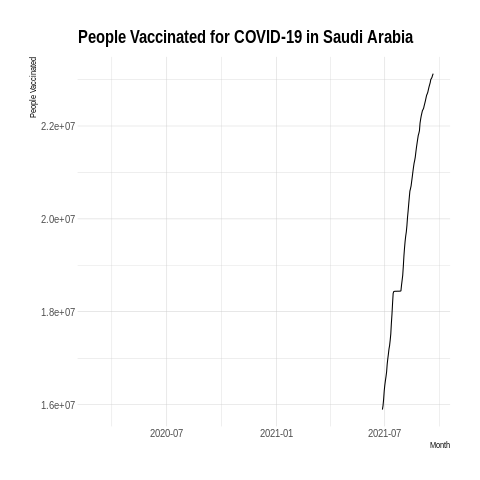 People Vaccinated for COVID-19 in Saudi Arabia
People Vaccinated
2.2e+07
2.0e+07
1.8e+07
1.6e+07
2020-07
2021-01
2021-07
Month